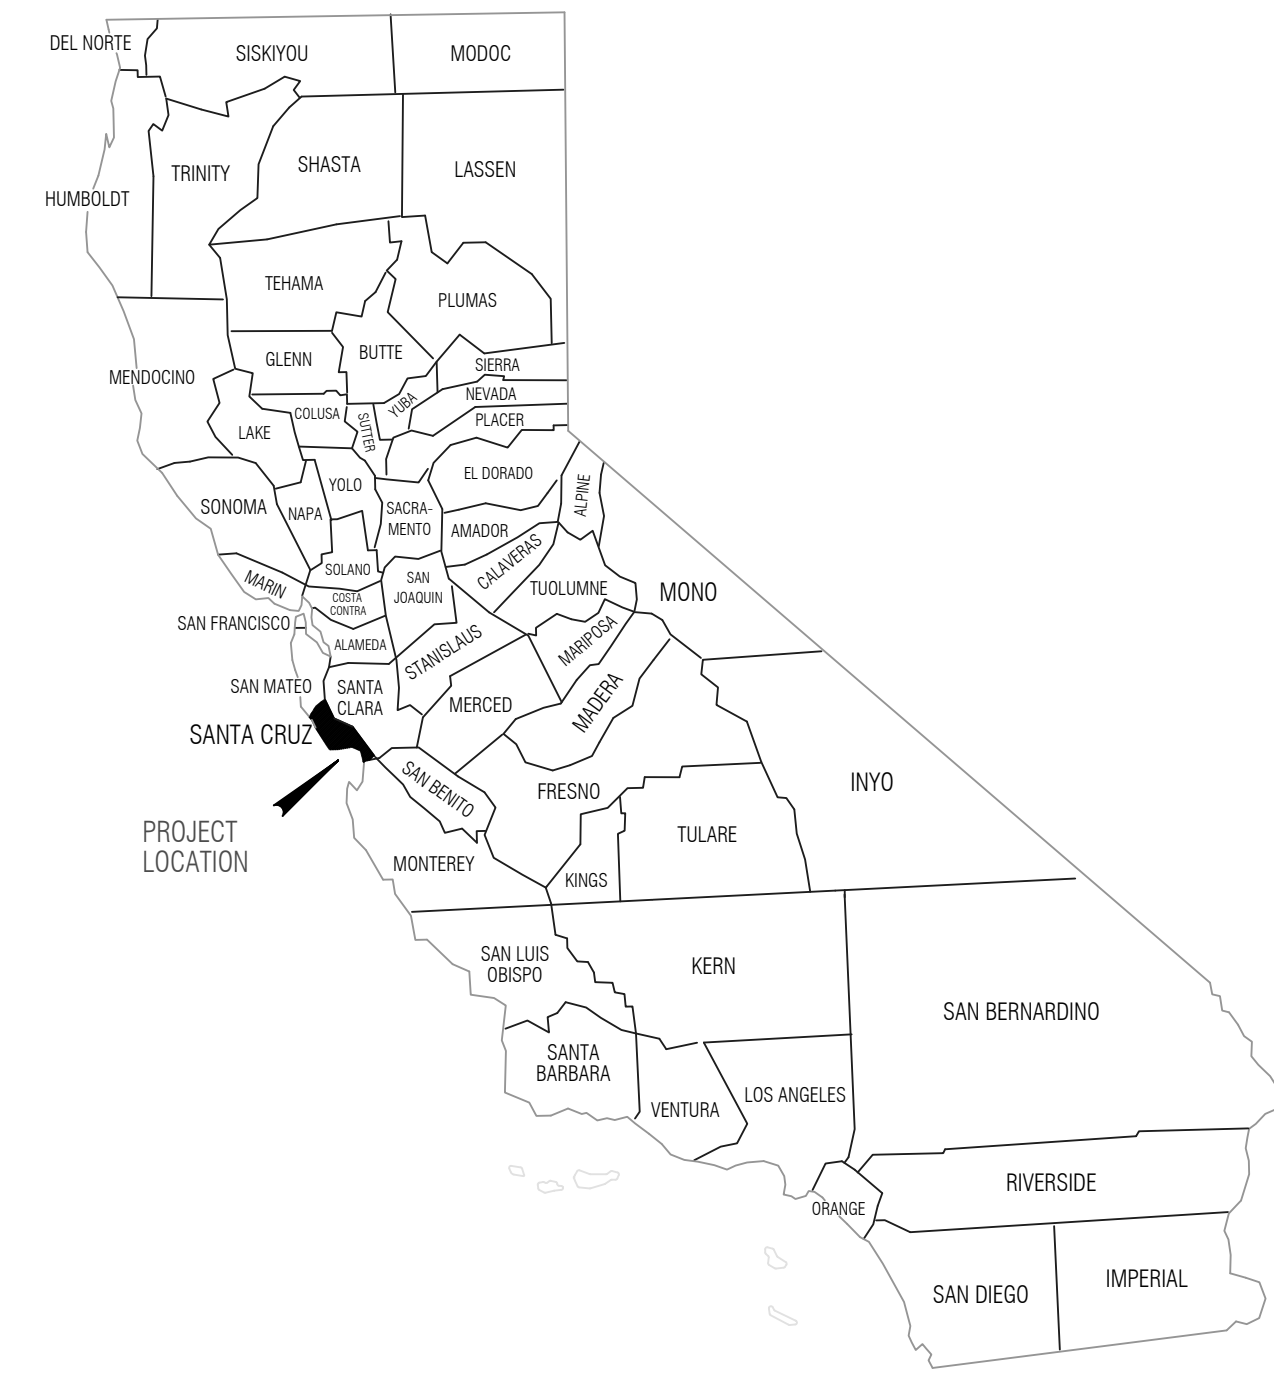 DEL NORTE
SISKIYOU
MODOC
HUMBOLDT
TRINITY
SHASTA
LASSEN
TEHAMA
PLUMAS
MENDOCINO
GLENN
BUTTE
SIERRA
NEVADA
PLACER
YUBA
SUTTER
COLUSA
LAKE
EL DORADO
ALPINE
SONOMA
NAPA
YOLO
SACRA-
MENTO
AMADOR
CALAVERAS
SOLANO
MARIN
COSTA
CONTRA
SAN
JOAQUIN
TUOLUMNE
MONO
SAN FRANCISCO
ALAMEDA
STANISLAUS
MARIPOSA
SAN MATEO
SANTA
CLARA
MERCED
MADERA
SANTA CRUZ
SAN BENITO
FRESNO
INYO
PROJECT
LOCATION
MONTEREY
KINGS
TULARE
SAN LUIS
OBISPO
KERN
SAN BERNARDINO
SANTA
BARBARA
VENTURA
LOS ANGELES
ORANGE
RIVERSIDE
SAN DIEGO
IMPERIAL